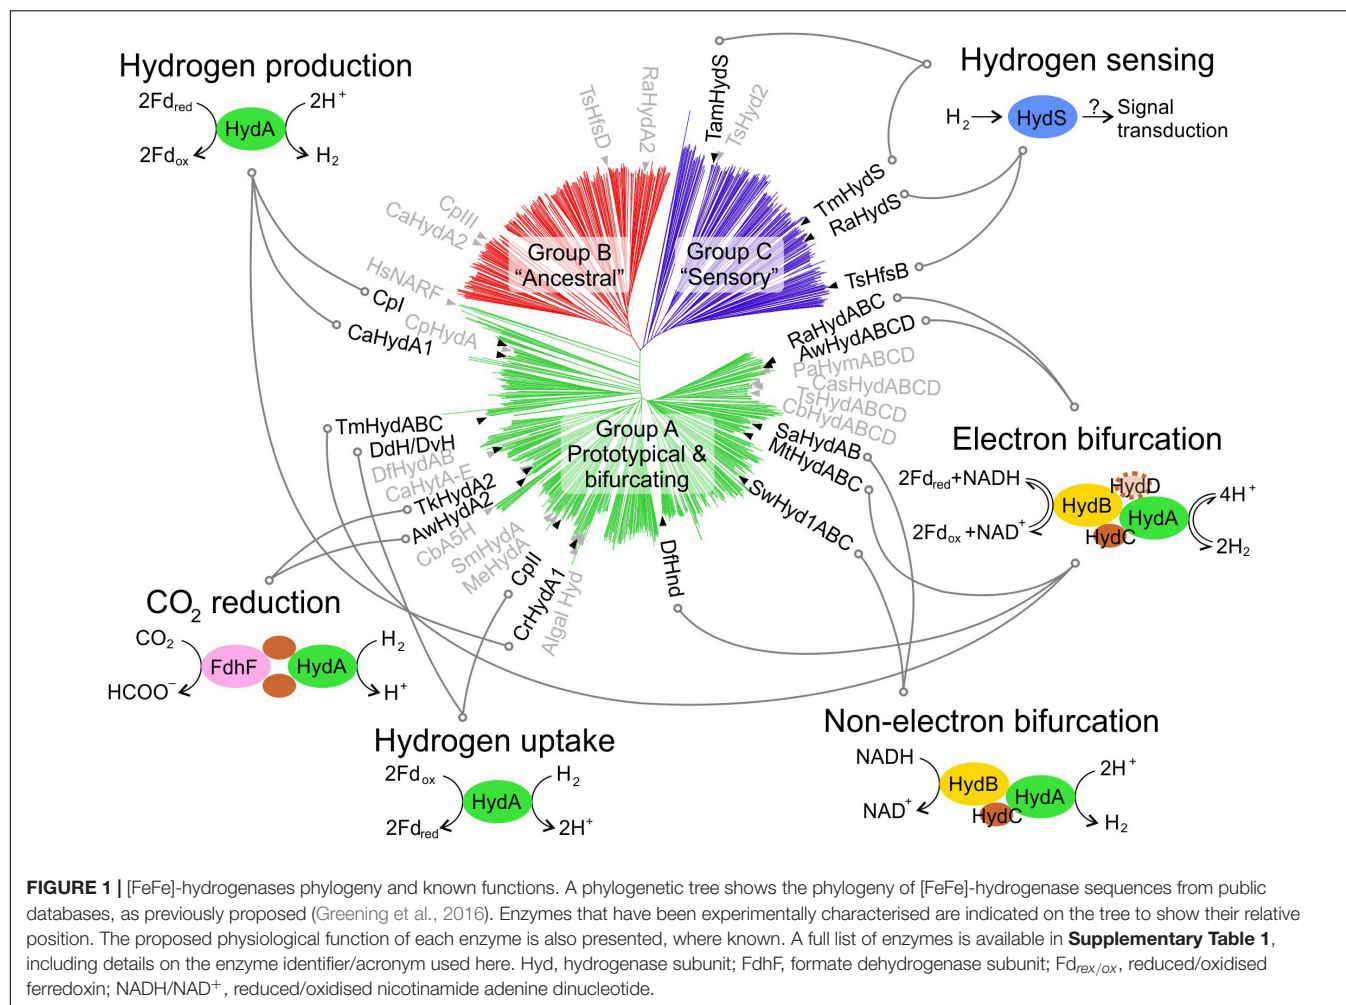 Hydrogen production
2Fdred
2H+
HydA
2Fdox
H2
Hydrogen sensing
H2
HydS
?
Signal
transduction
TsHfsD
RaHydA2
TamHydS
TsHyd2
TmHydS
RaHydS
TsHfsB
CpIII
CaHydA2
HsNARF
CpI
CpHydA
CaHydA1
Group B
"Ancestral"
Group C
"Sensory"
RaHydABC
AwHydABCD
PaHymABCD
CasHydABCD
TsHydABCD
CbHydABCD
SaHydAB
MtHydABC
SwHyd1ABC
Group A
Prototypical &
bifurcating
TmHydABC
DdH/DvH
DfHydAB
CaHytA-E
TkHydA2
AwHydA2
CbA5H
SmHydA
MeHydA
CpII
CrHydA1
Algal Hyd
DfHnd
Electron bifurcation
2Fdred+NADH
HydD
HydB
HydA
HydC
4H+
2Fdox+NAD+
2H2
CO2 reduction
CO2
H2
FdhF
HydA
HCOO−
H+
Hydrogen uptake
2Fdox
H2
HydA
2Fdred
2H+
Non-electron bifurcation
NADH
2H+
HydB
HydA
HydC
NAD+
H2
FIGURE 1 | [FeFe]-hydrogenases phylogeny and known functions. A phylogenetic tree shows the phylogeny of [FeFe]-hydrogenase sequences from public
databases, as previously proposed (Greening et al., 2016). Enzymes that have been experimentally characterised are indicated on the tree to show their relative
position. The proposed physiological function of each enzyme is also presented, where known. A full list of enzymes is available in Supplementary Table 1,
including details on the enzyme identifier/acronym used here. Hyd, hydrogenase subunit; FdhF, formate dehydrogenase subunit; Fdrex/ox, reduced/oxidised
ferredoxin; NADH/NAD+, reduced/oxidised nicotinamide adenine dinucleotide.